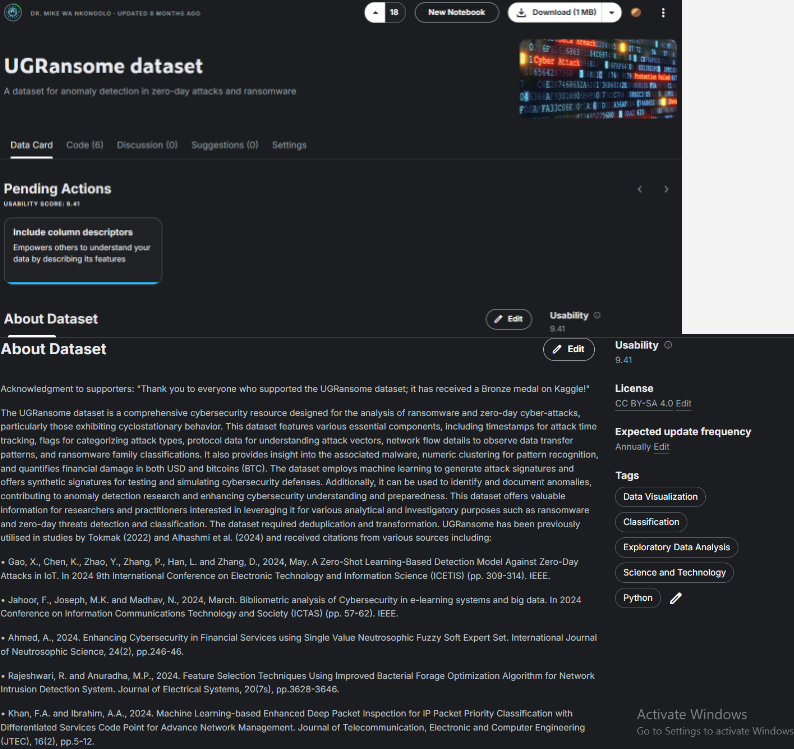 DR. MIKE WA NKONGOLO · UPDATED 8 MONTHS AGO
18
New Notebook
Download (1 MB)
UGRansome dataset
A dataset for anomaly detection in zero-day attacks and ransomware
Cyber Attack
Protection Failed
Data Card
Code (6)
Discussion (0)
Suggestions (0)
Settings
Pending Actions
USABILITY SCORE: 9.41
Include column descriptors
Empowers others to understand your
data by describing its features
About Dataset
Edit
Usability
9.41
About Dataset
Edit
Acknowledgment to supporters: "Thank you to everyone who supported the UGRansome dataset; it has received a Bronze medal on Kaggle!"
The UGRansome dataset is a comprehensive cybersecurity resource designed for the analysis of ransomware and zero-day cyber-attacks,
particularly those exhibiting cyclostationary behavior. This dataset features various essential components, including timestamps for attack time
tracking, flags for categorizing attack types, protocol data for understanding attack vectors, network flow details to observe data transfer
patterns, and ransomware family classifications. It also provides insight into the associated malware, numeric clustering for pattern recognition,
and quantifies financial damage in both USD and bitcoins (BTC). The dataset employs machine learning to generate attack signatures and
offers synthetic signatures for testing and simulating cybersecurity defenses. Additionally, it can be used to identify and document anomalies,
contributing to anomaly detection research and enhancing cybersecurity understanding and preparedness. This dataset offers valuable
information for researchers and practitioners interested in leveraging it for various analytical and investigatory purposes such as ransomware
and zero-day threats detection and classification. The dataset required deduplication and transformation. UGRansome has been previously
utilised in studies by Tokmak (2022) and Alhashmi et al. (2024) and received citations from various sources including:
• Gao, X., Chen, K., Zhao, Y., Zhang, P., Han, L. and Zhang, D., 2024, May. A Zero-Shot Learning-Based Detection Model Against Zero-Day
Attacks in IoT. In 2024 9th International Conference on Electronic Technology and Information Science (ICETIS) (pp. 309-314). IEEE.
• Jahoor, F., Joseph, M.K. and Madhav, N., 2024, March. Bibliometric analysis of Cybersecurity in e-learning systems and big data. In 2024
Conference on Information Communications Technology and Society (ICTAS) (pp. 57-62). IEEE.
• Ahmed, A., 2024. Enhancing Cybersecurity in Financial Services using Single Value Neutrosophic Fuzzy Soft Expert Set. International Journal
of Neutrosophic Science, 24(2), pp.246-46.
• Rajeshwari, R. and Anuradha, M.P., 2024. Feature Selection Techniques Using Improved Bacterial Forage Optimization Algorithm for Network
Intrusion Detection System. Journal of Electrical Systems, 20(7s), pp.3628-3646.
• Khan, F.A. and Ibrahim, A.A., 2024. Machine Learning-based Enhanced Deep Packet Inspection for IP Packet Priority Classification with
Differentiated Services Code Point for Advance Network Management. Journal of Telecommunication, Electronic and Computer Engineering
(JTEC), 16(2), pp.5-12.
Usability
9.41
License
CC BY-SA 4.0 Edit
Expected update frequency
Annually Edit
Tags
Data Visualization
Classification
Exploratory Data Analysis
Science and Technology
Python
Activate Windows
Go to Settings to activate Windows